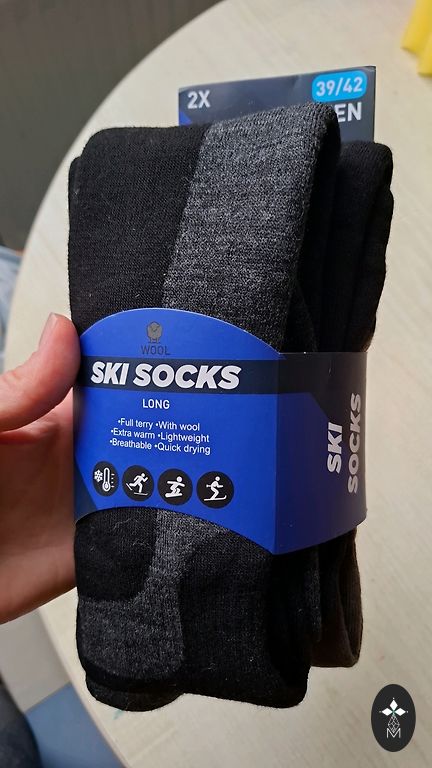 2X
39/42
EN
WOOL
SKI SOCKS
LONG
•Full terry •With wool
•Extra warm •Lightweight
•Breathable •Quick drying
SKI
SOCKS
M